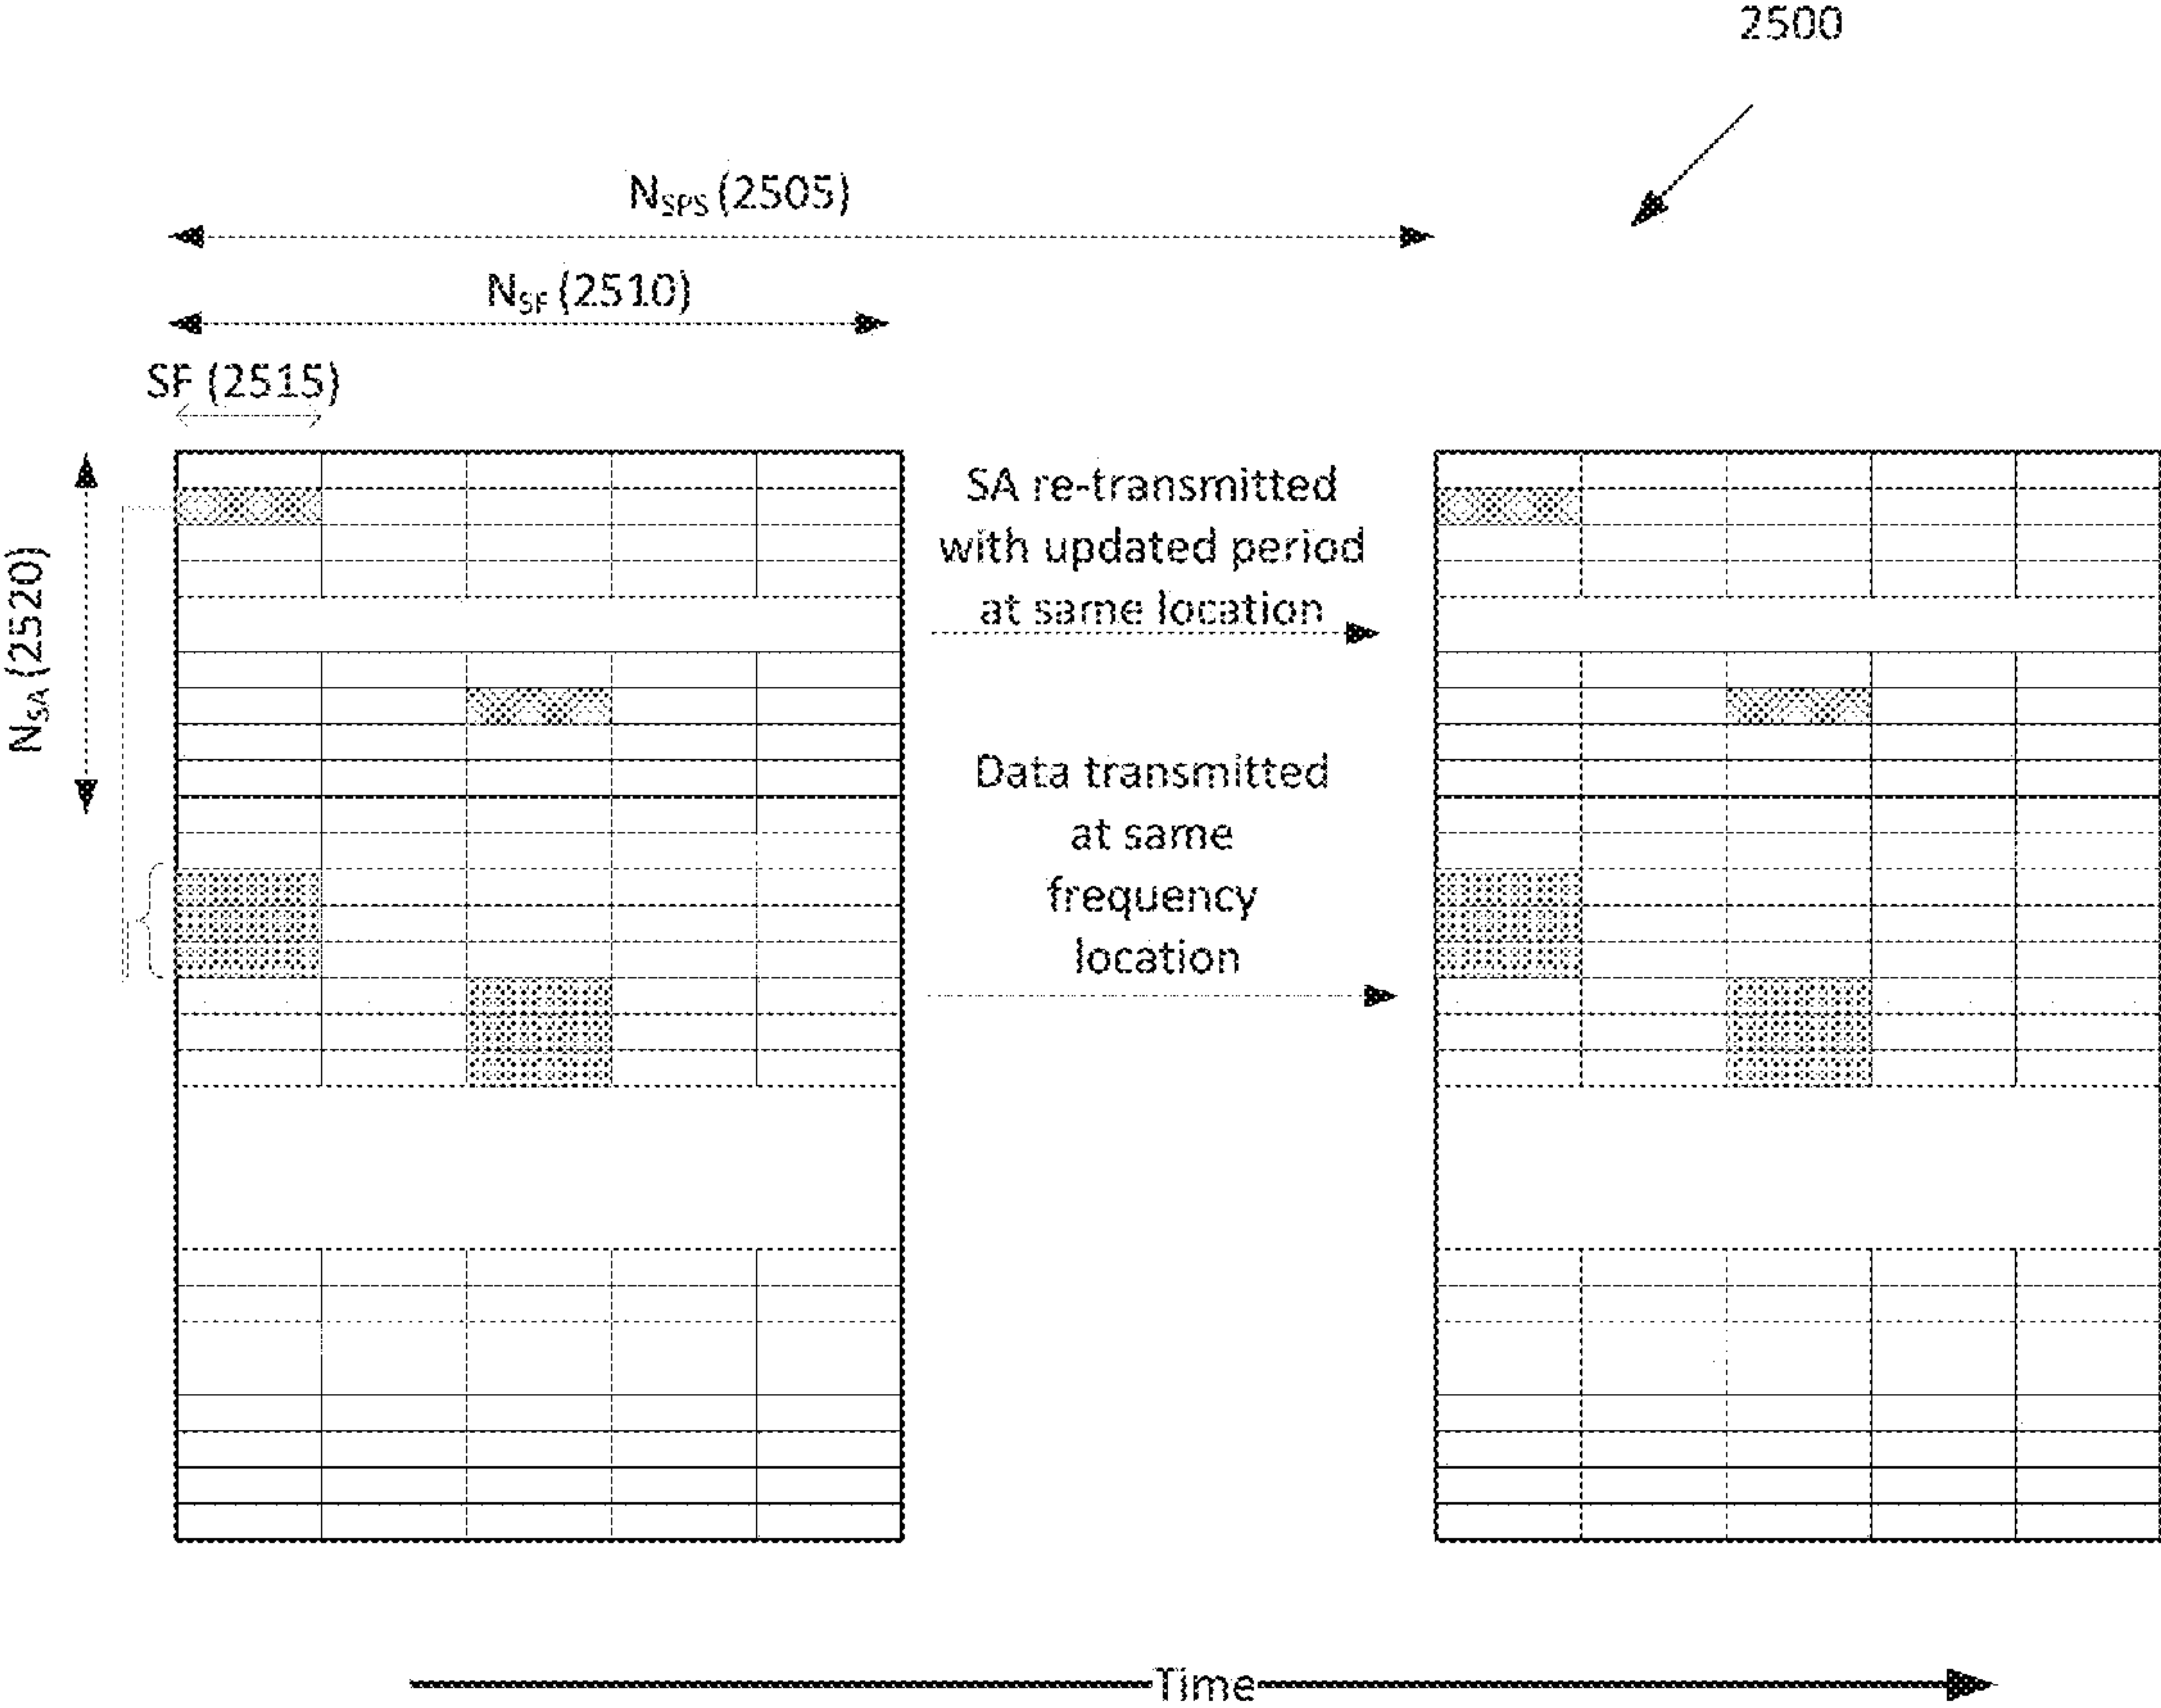 2500
NSPS (2505)
NSF (2510)
SF (2515)
NSA (2520)
SA re-transmitted
with updated period
at same location
Data transmitted
at same
frequency
location
Time